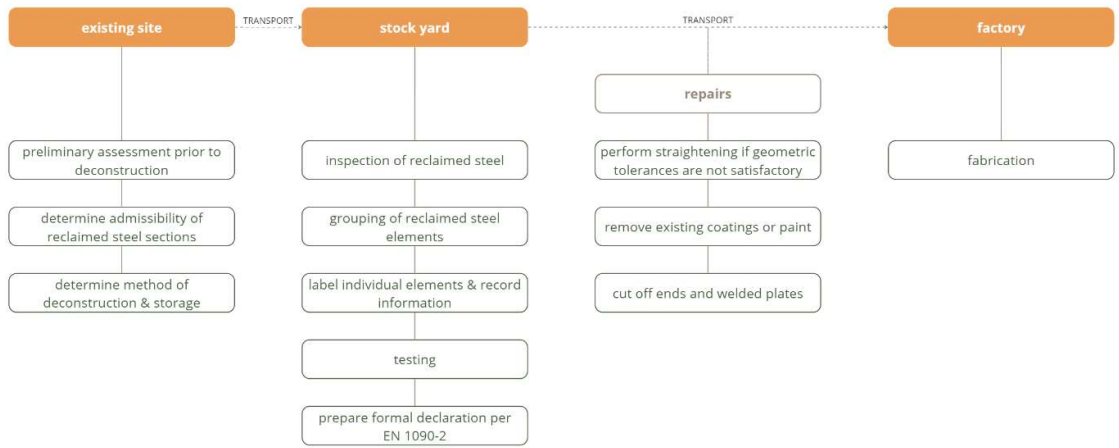 existing site
TRANSPORT
stock yard
TRANSPORT
factory
repairs
preliminary assessment prior to
deconstruction
determine admissibility of
reclaimed steel sections
determine method of
deconstruction & storage
inspection of reclaimed steel
grouping of reclaimed steel
elements
label individual elements & record
information
testing
prepare formal declaration per
EN 1090-2
perform straightening if geometric
tolerances are not satisfactory
remove existing coatings or paint
cut off ends and welded plates
fabrication